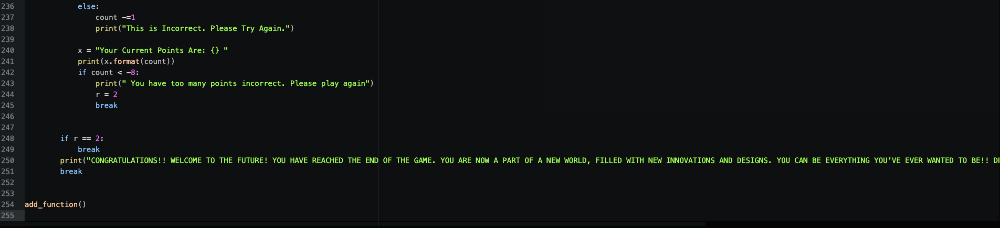 236 else:
237 count -=1
238 print("This is Incorrect. Please Try Again.")
239
240 x = "Your Current Points Are: {} "
241 print(x.format(count))
242 if count < -8:
243 print(" You have too many points incorrect. Please play again")
244 r = 2
245 break
246
247
248 if r == 2:
249 break
250 print("CONGRATULATIONS!! WELCOME TO THE FUTURE! YOU HAVE REACHED THE END OF THE GAME. YOU ARE NOW A PART OF A NEW WORLD, FILLED WITH NEW INNOVATIONS AND DESIGNS. YOU CAN BE EVERYTHING YOU’VE EVER WANTED TO BE!!
251 break
252
253
254 add_function()
255